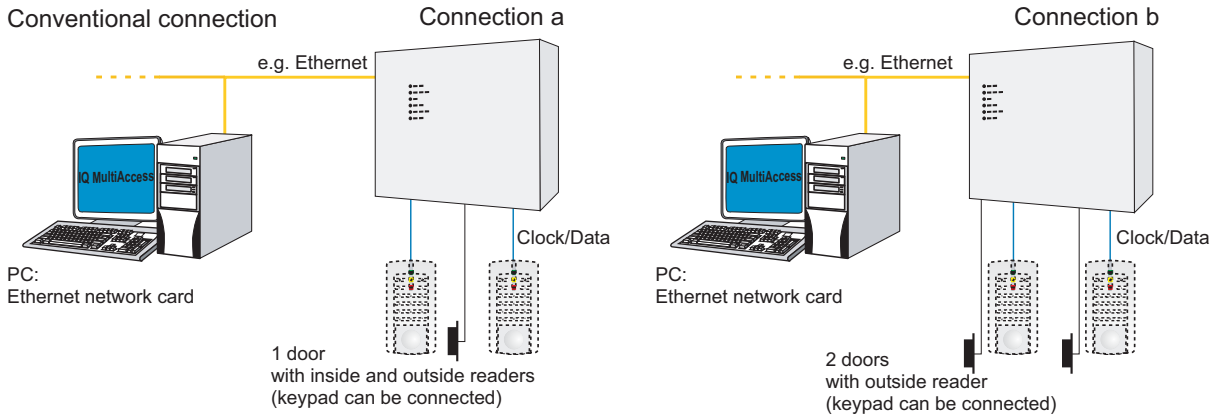 Conventional connection
Connection a
e.g. Ethernet
IQ MultiAccess
Clock/Data
PC:
Ethernet network card
1 door
with inside and outside readers
(keypad can be connected)
Connection b
e.g. Ethernet
IQ MultiAccess
Clock/Data
PC:
Ethernet network card
2 doors
with outside reader
(keypad can be connected)